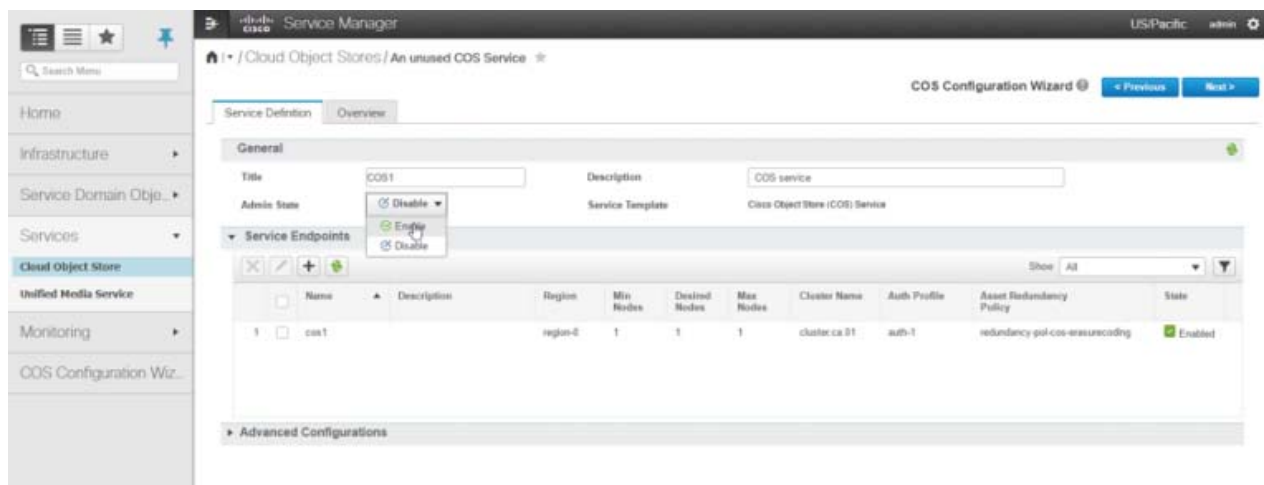 cisco Service Manager
US/Pacific admin
Search Menu
/ Cloud Object Stores / An unused COS Service
COS Configuration Wizard
< Previous
Next >
Home
Infrastructure
Service Domain Obje...
Services
Cloud Object Store
Unified Media Service
Monitoring
COS Configuration Wiz...
Service Definition
Overview
General
Title COS1 Description COS service
Admin State Disable Service Template Cisco Object Store (COS) Service
Enable
Disable
Service Endpoints
Show All
Name Description Region Min Nodes Desired Nodes Max Nodes Cluster Name Auth Profile Asset Redundancy Policy State
1 cos1 region-0 1 1 1 cluster.ca.01 auth-1 redundancy-pol-cos-erasurecoding Enabled
Advanced Configurations